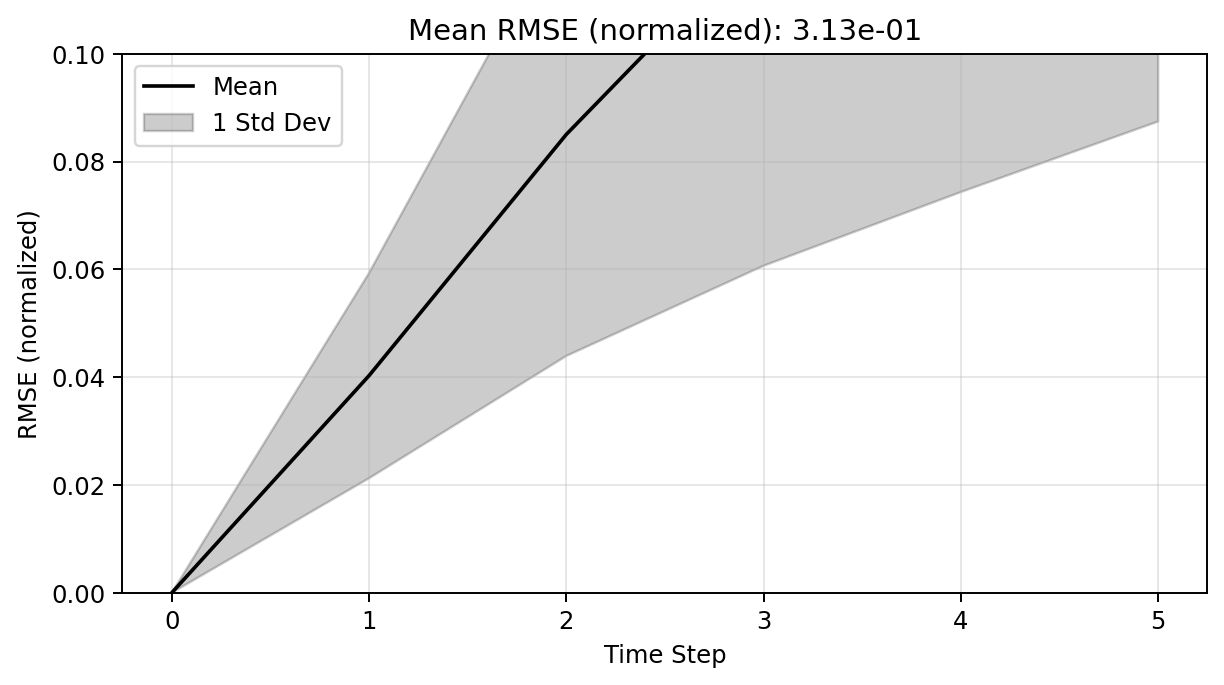 Mean RMSE (normalized): 3.13e-01
Mean
1 Std Dev
RMSE (normalized)
0.10
0.08
0.06
0.04
0.02
0.00
0 1 2 3 4 5
Time Step